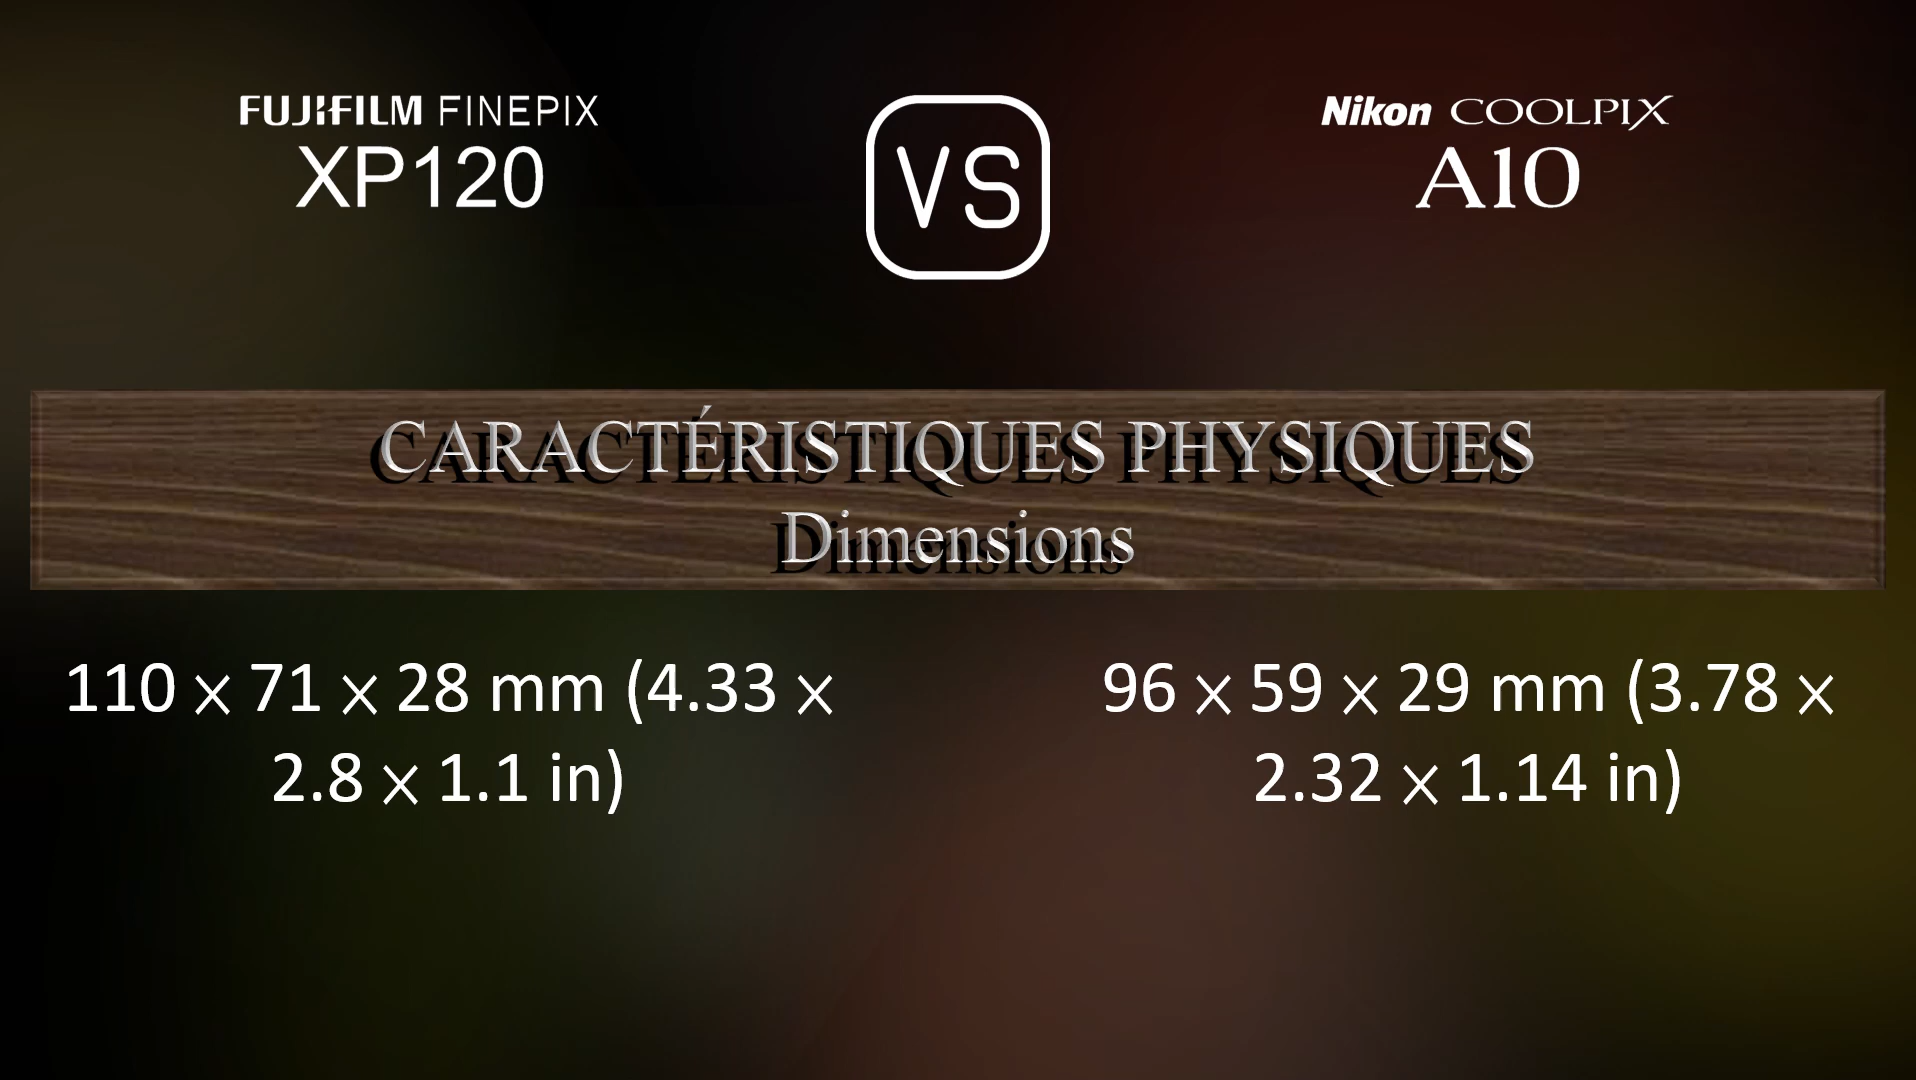 FUJIFILM FINEPIX
XP120
VS
Nikon COOLPIX
A10
CARACTÉRISTIQUES PHYSIQUES
Dimensions
110 x 71 x 28 mm (4.33 x
2.8 x 1.1 in)
96 x 59 x 29 mm (3.78 x
2.32 x 1.14 in)